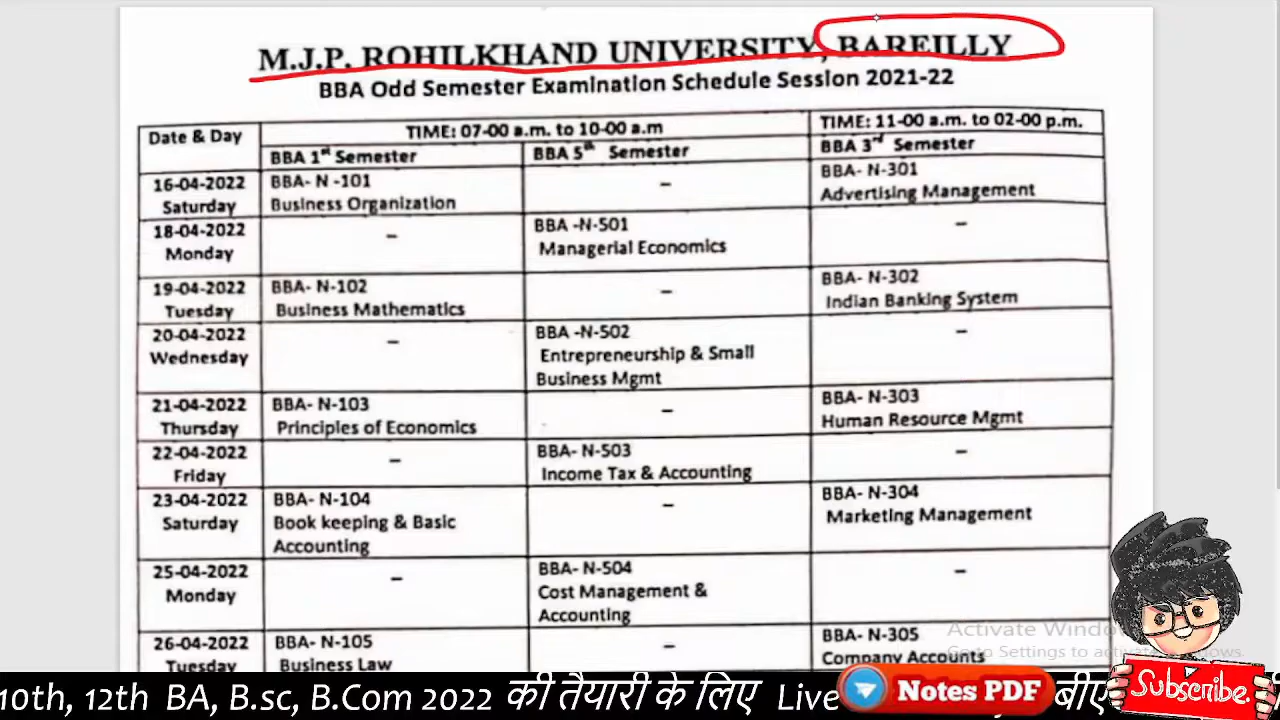 M.J.P. ROHILKHAND UNIVERSITY, BAREILLY
BBA Odd Semester Examination Schedule Session 2021-22
Date & Day
TIME: 07-00 a.m. to 10-00 a.m
TIME: 11-00 a.m. to 02-00 p.m.
BBA 1st Semester
BBA 5th Semester
BBA 3rd Semester
16-04-2022
Saturday
BBA- N -101
Business Organization
–
BBA- N-301
Advertising Management
18-04-2022
Monday
–
BBA -N-501
Managerial Economics
–
19-04-2022
Tuesday
BBA- N-102
Business Mathematics
–
BBA- N-302
Indian Banking System
20-04-2022
Wednesday
–
BBA -N-502
Entrepreneurship & Small
Business Mgmt
–
21-04-2022
Thursday
BBA- N-103
Principles of Economics
–
BBA- N-303
Human Resource Mgmt
22-04-2022
Friday
–
BBA- N-503
Income Tax & Accounting
–
23-04-2022
Saturday
BBA- N-104
Book keeping & Basic
Accounting
–
BBA- N-304
Marketing Management
25-04-2022
Monday
–
BBA- N-504
Cost Management &
Accounting
–
26-04-2022
Tuesday
BBA- N-105
Business Law
–
BBA- N-305
Company Accounts
Activate
Go to Settings to
10th, 12th BA, B.sc, B.Com 2022 की तैयारी के लिए Live
Notes PDF
बीए
Subscribe.